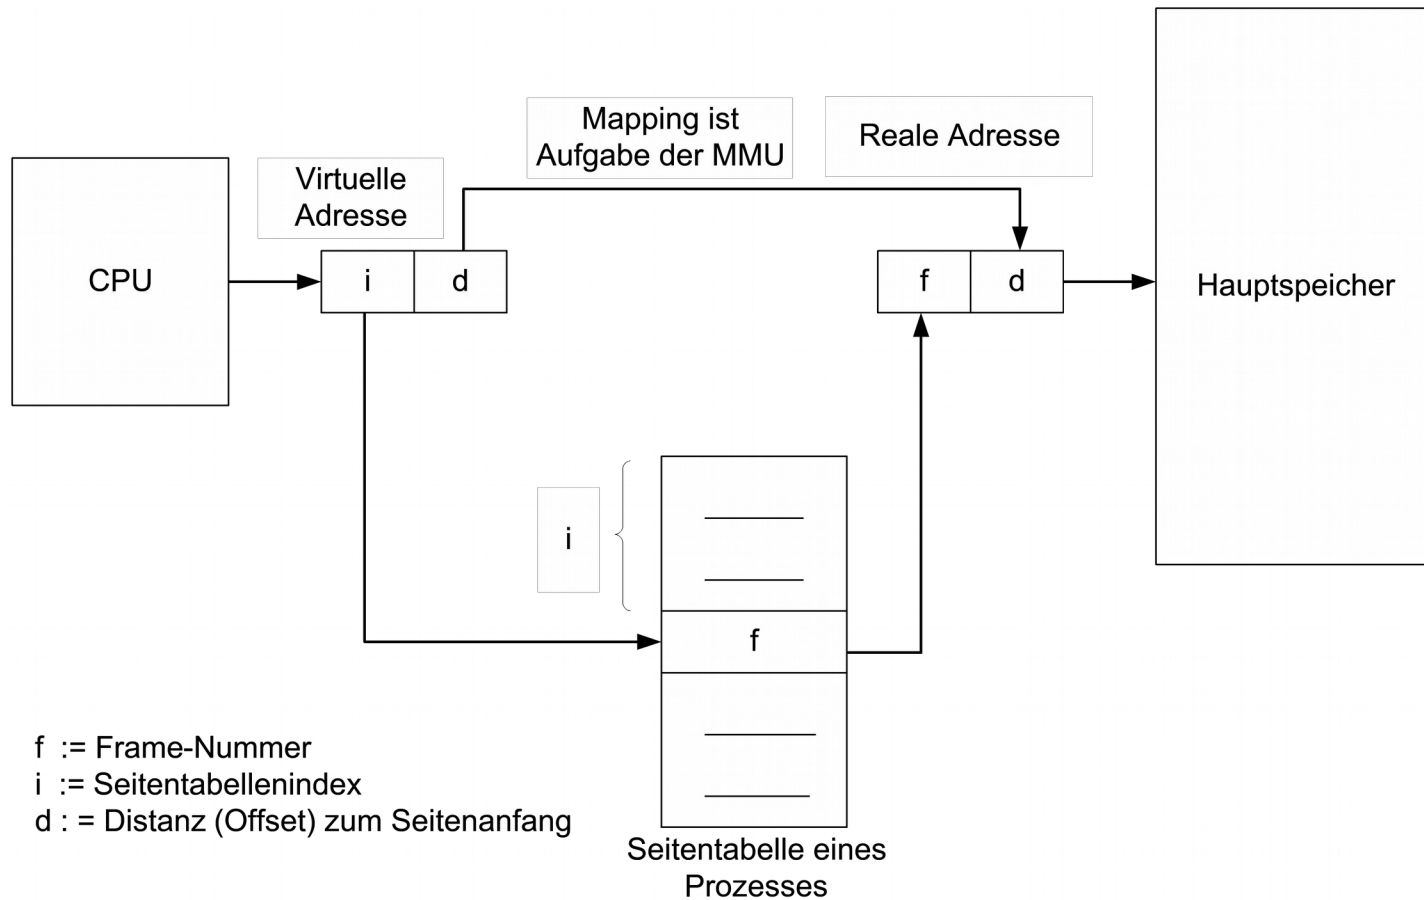 Mapping ist
Aufgabe der MMU
Reale Adresse
Virtuelle
Adresse
CPU
i
d
f
d
Hauptspeicher
i
f
f := Frame-Nummer
i := Seitentabellenindex
d : = Distanz (Offset) zum Seitenanfang
Seitentabelle eines
Prozesses